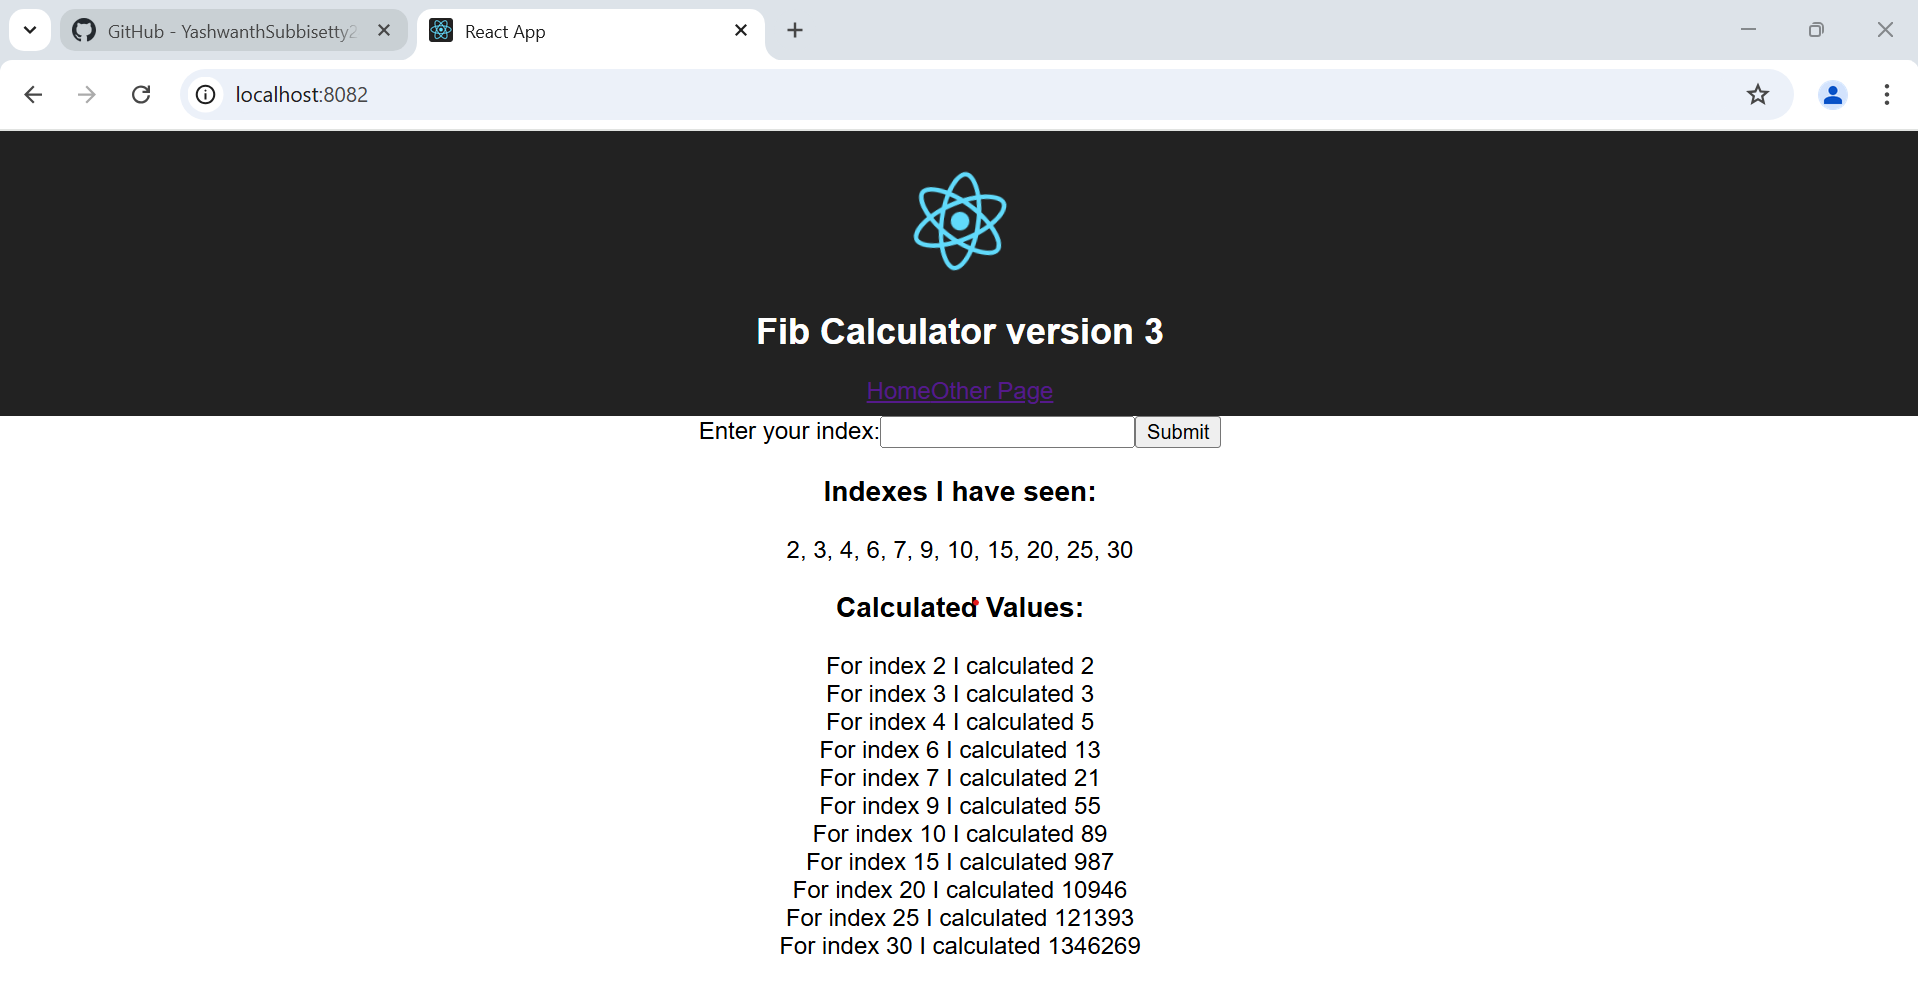 GitHub - YashwanthSubbisetty2
React App
localhost:8082
Fib Calculator version 3
HomeOther Page
Enter your index: Submit
Indexes I have seen:
2, 3, 4, 6, 7, 9, 10, 15, 20, 25, 30
Calculated Values:
For index 2 I calculated 2
For index 3 I calculated 3
For index 4 I calculated 5
For index 6 I calculated 13
For index 7 I calculated 21
For index 9 I calculated 55
For index 10 I calculated 89
For index 15 I calculated 987
For index 20 I calculated 10946
For index 25 I calculated 121393
For index 30 I calculated 1346269